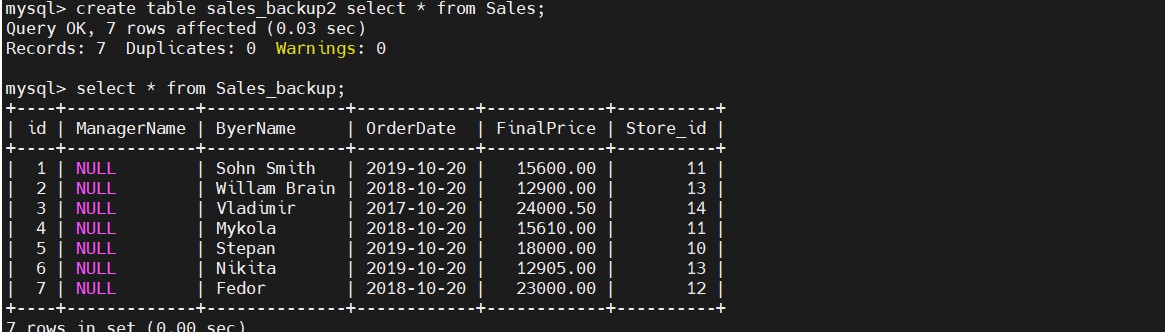 mysql> create table sales_backup2 select * from Sales;
Query OK, 7 rows affected (0.03 sec)
Records: 7  Duplicates: 0  Warnings: 0
mysql> select * from Sales_backup;
+----+-------------+--------------+------------+------------+----------+
| id | ManagerName | ByerName     | OrderDate  | FinalPrice | Store_id |
+----+-------------+--------------+------------+------------+----------+
|  1 | NULL        | Sohn Smith   | 2019-10-20 |   15600.00 |       11 |
|  2 | NULL        | Willam Brain | 2018-10-20 |   12900.00 |       13 |
|  3 | NULL        | Vladimir     | 2017-10-20 |   24000.50 |       14 |
|  4 | NULL        | Mykola       | 2018-10-20 |   15610.00 |       11 |
|  5 | NULL        | Stepan       | 2019-10-20 |   18000.00 |       10 |
|  6 | NULL        | Nikita       | 2019-10-20 |   12905.00 |       13 |
|  7 | NULL        | Fedor        | 2018-10-20 |   23000.00 |       12 |
+----+-------------+--------------+------------+------------+----------+
7 rows in set (0.00 sec)